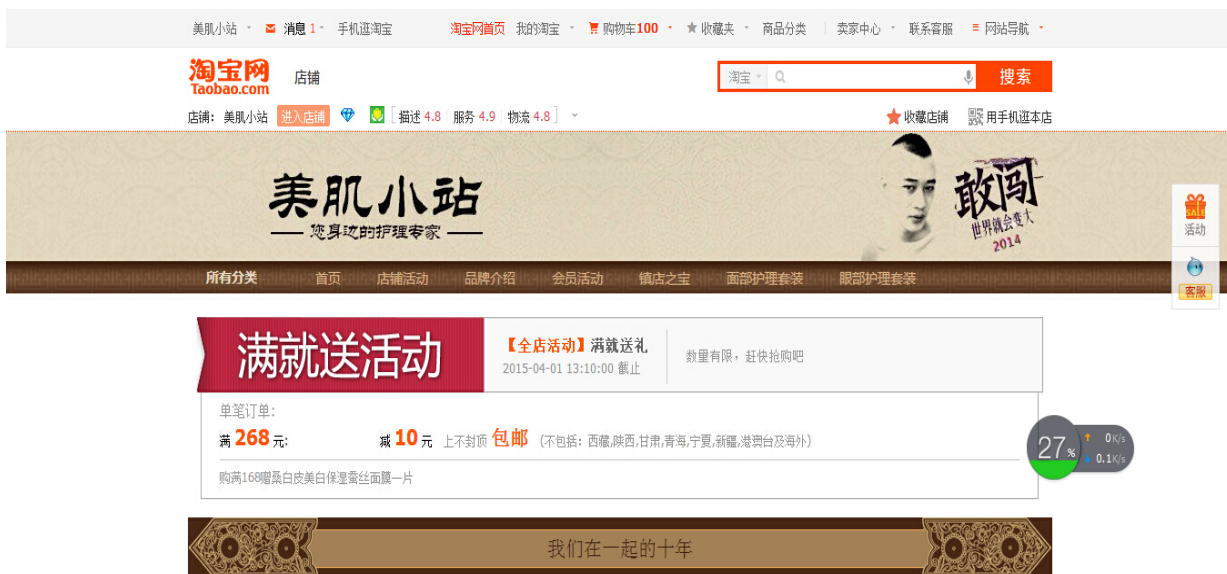 美肌小站 消息 1 手机逛淘宝 淘宝网首页 我的淘宝 购物车100 收藏夹 商品分类 卖家中心 联系客服 网站导航
淘宝网 店铺 淘宝 搜索
Taobao.com
店铺: 美肌小站 进入店铺 描述 4.8 服务 4.9 物流 4.8 收藏店铺 用手机逛本店
美肌小站
您身边的护理专家
敢闯
世界就会变大
2014
SALE
活动
客服
所有分类 首页 店铺活动 品牌介绍 会员活动 镇店之宝 面部护理套装 眼部护理套装
满就送活动
【全店活动】满就送礼
2015-04-01 13:10:00 截止
数量有限，赶快抢购吧
单笔订单:
满 268 元: 减 10 元 上不封顶 包邮 (不包括: 西藏,陕西,甘肃,青海,宁夏,新疆,港澳台及海外)
购满168赠桑白皮美白保湿蚕丝面膜一片
27% 0K/s
0.1K/s
我们在一起的十年